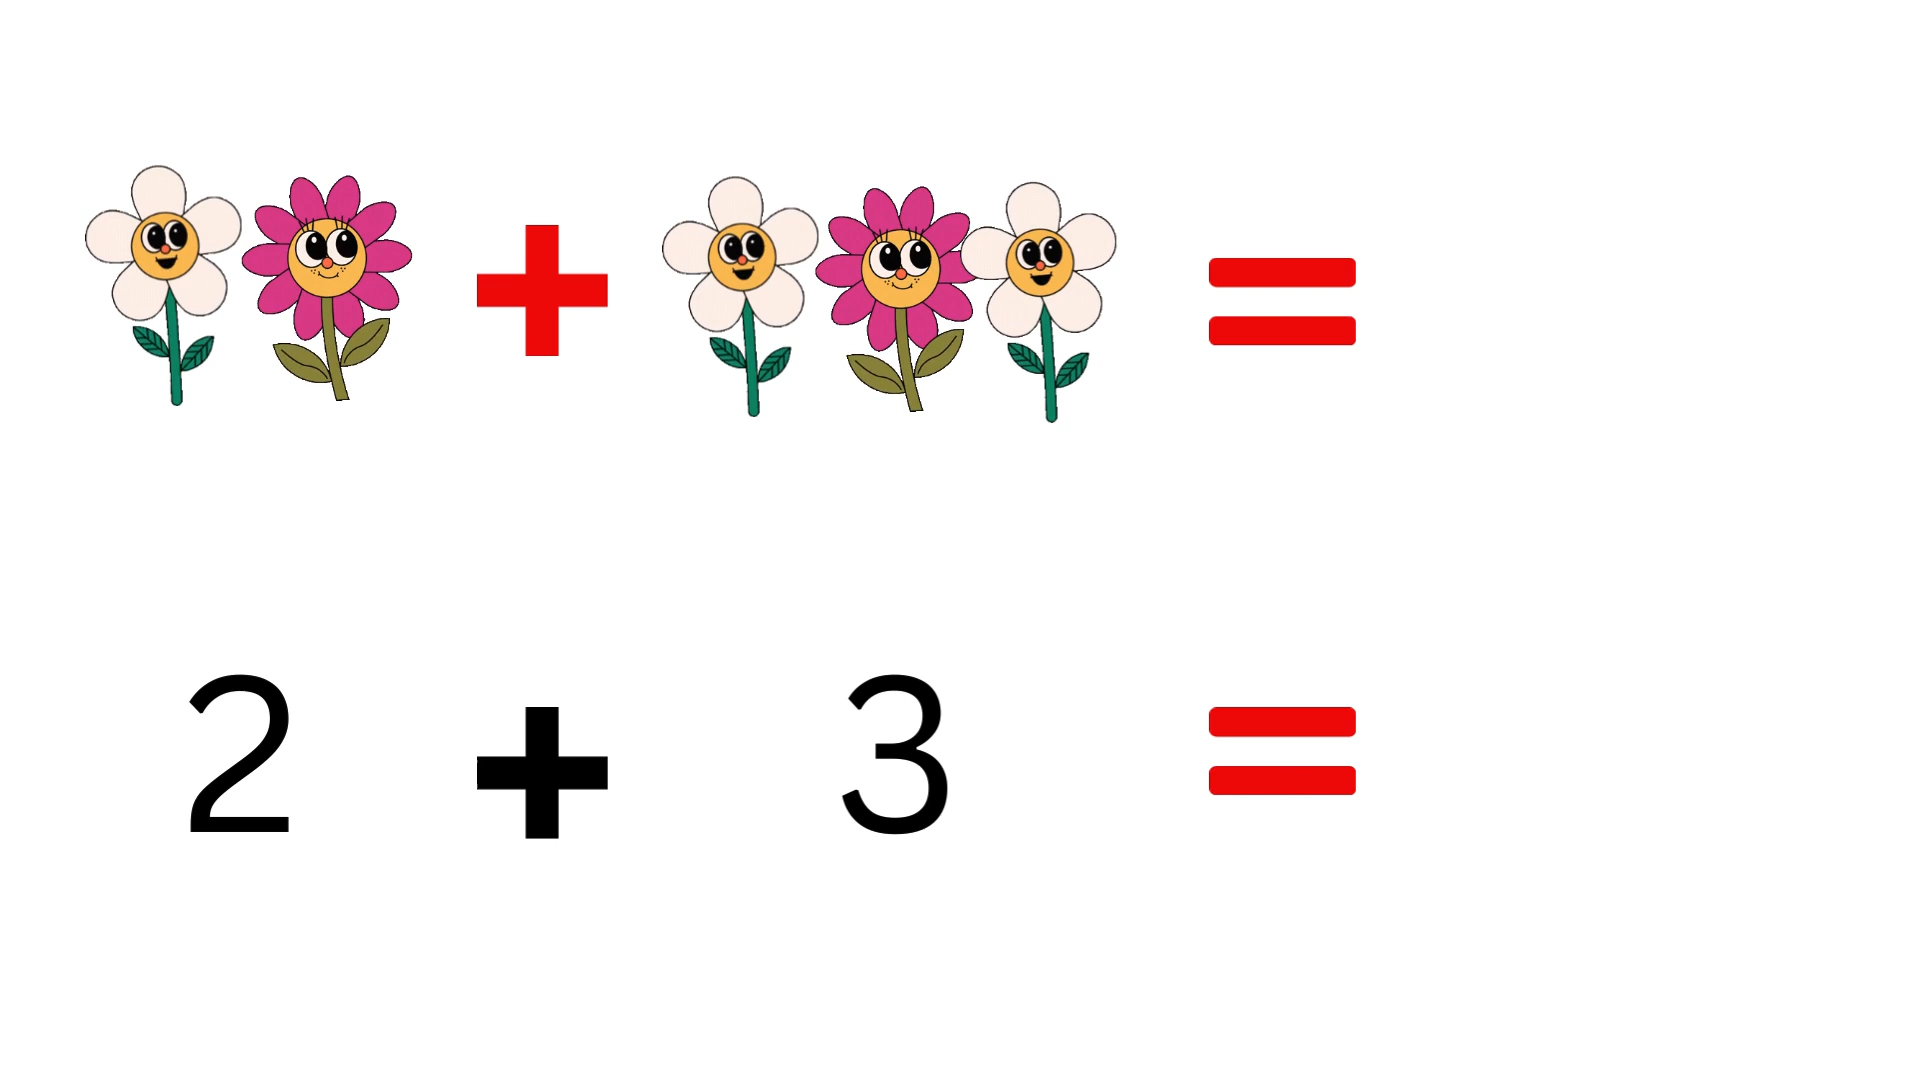 + =
2 + 3 =